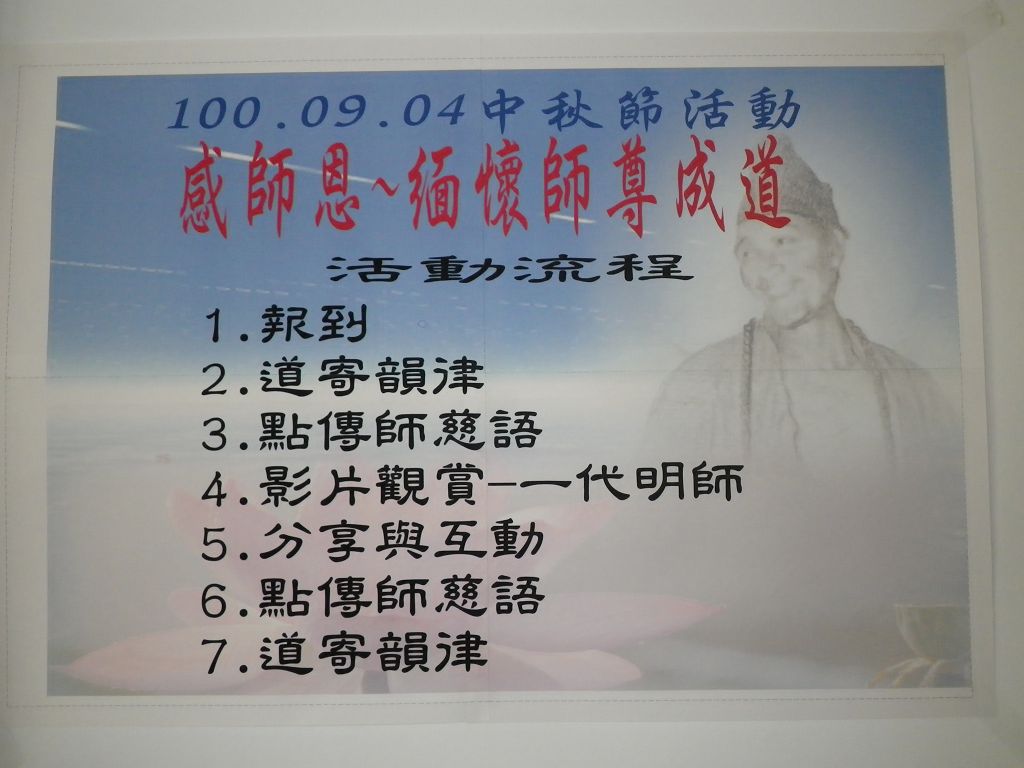 100.09.04中秋節活動
感師恩~緬懷師尊成道
活動流程
1.報到
2.道寄韻律
3.點傳師慈語
4.影片觀賞-一代明師
5.分享與互動
6.點傳師慈語
7.道寄韻律